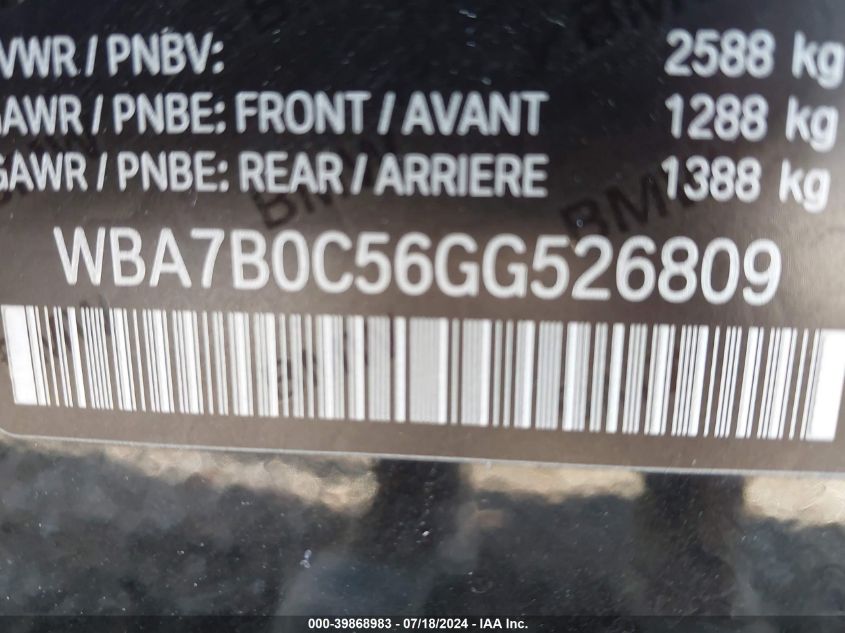 VWR / PNBV: 2588 kg
AWR / PNBE: FRONT / AVANT 1288 kg
GAWR / PNBE: REAR / ARRIERE 1388 kg
WBA7B0C56GG526809
BMW
000-39868983 - 07/18/2024 - IAA Inc.